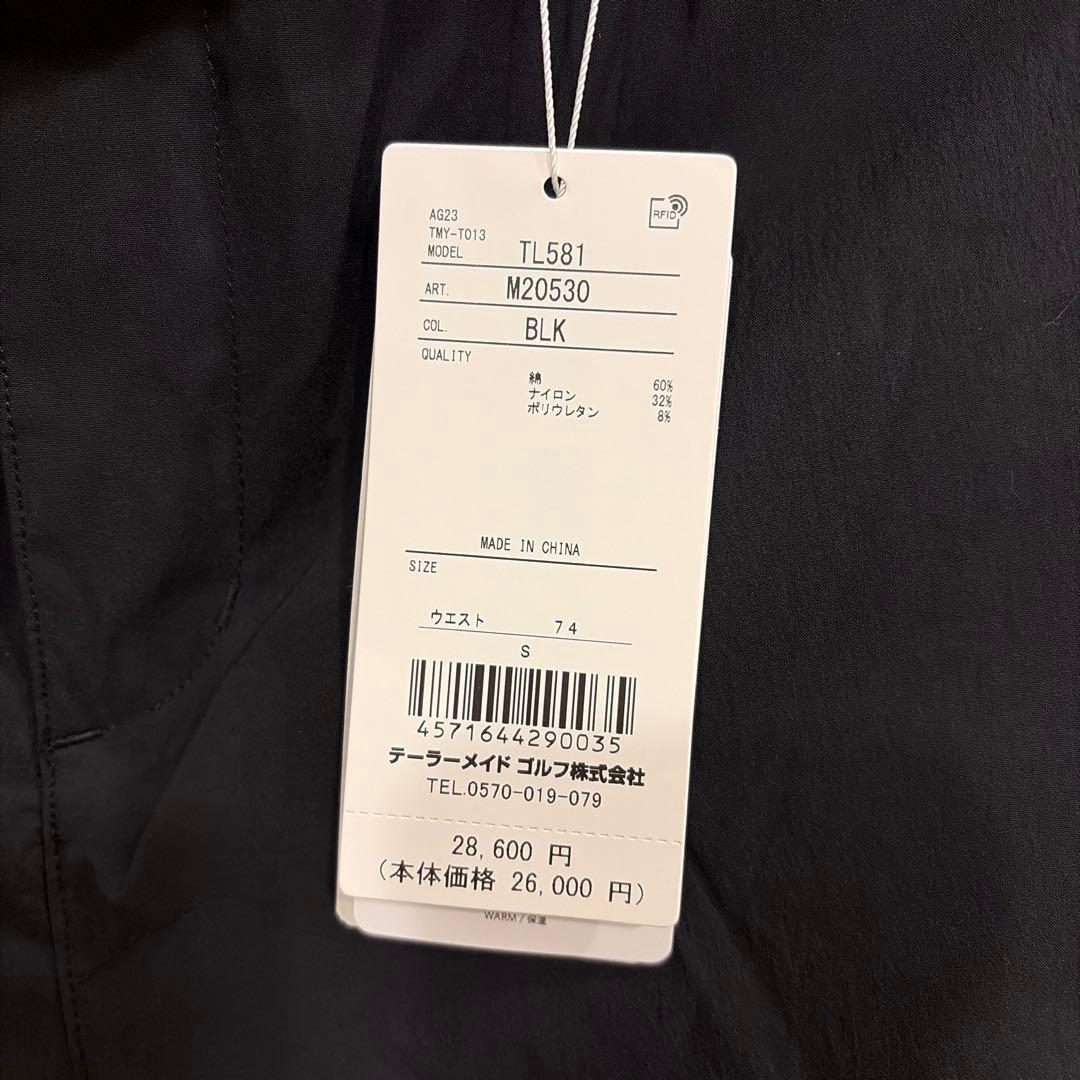 RFID
AG23
TMY-T013
MODEL TL581
ART. M20530
COL. BLK
QUALITY
綿 60%
ナイロン 32%
ポリウレタン 8%
MADE IN CHINA
SIZE
ウエスト 74
S
4571644290035
テーラーメイド ゴルフ株式会社
TEL.0570-019-079
28,600 円
(本体価格 26,000 円)
WARM/保温